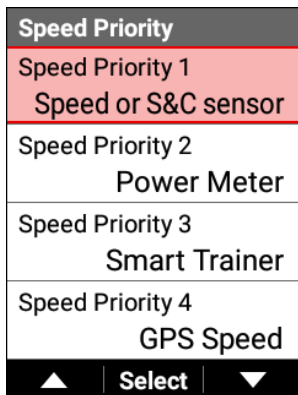 Speed Priority
Speed Priority 1
Speed or S&C sensor
Speed Priority 2
Power Meter
Speed Priority 3
Smart Trainer
Speed Priority 4
GPS Speed
Select